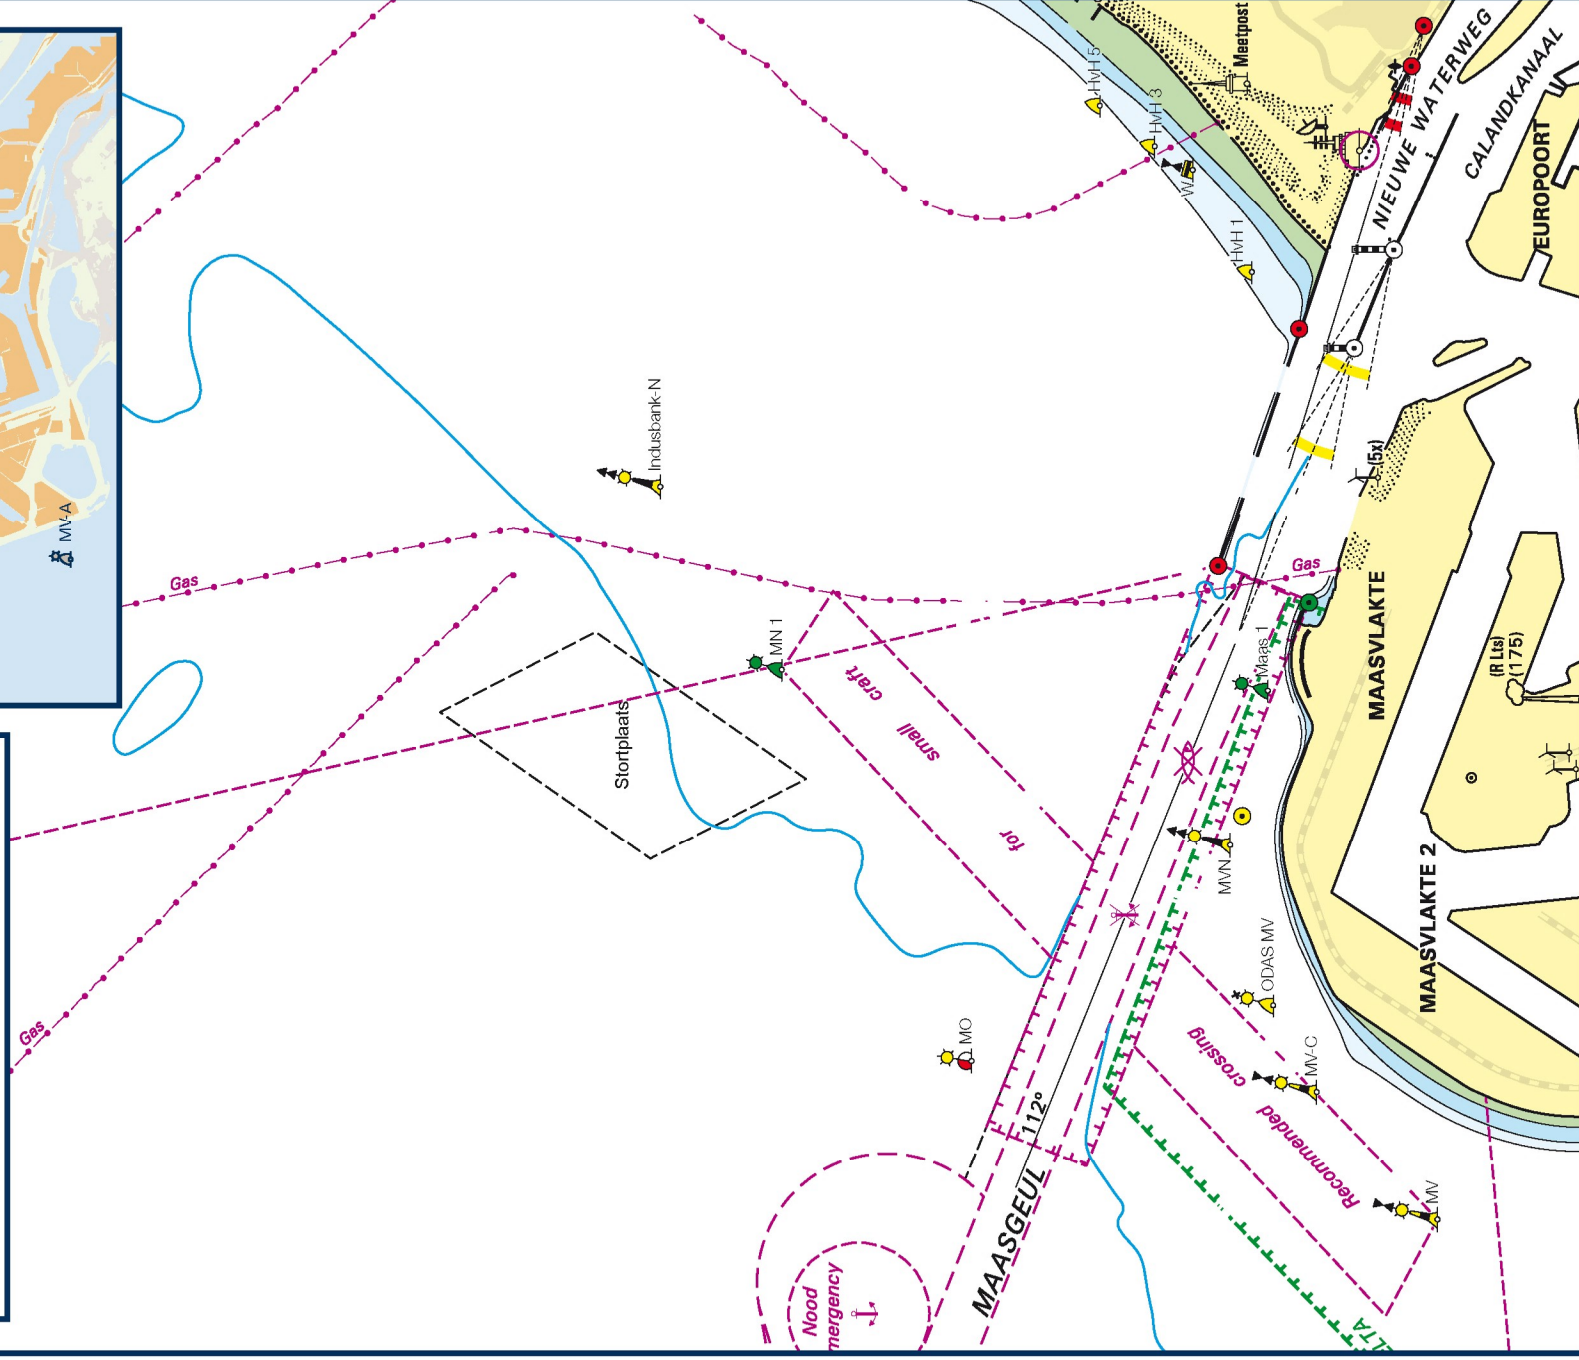 MV-A
Gas
Gas
Indusbank-N
Stortplaats
MN 1
Recommended
crossing
for
small
craft
MO
MAASGEUL
112°
Nood
HvH 5
HvH 3
W
HvH 1
Meetpost
NIEUWE WATERWEG
CALANDKANAAL
EUROPOORT
(5x)
Gas
Maas 1
MVN
ODAS MV
MV-C
MV
MAASVLAKTE
MAASVLAKTE 2
(R Lts)
(175)